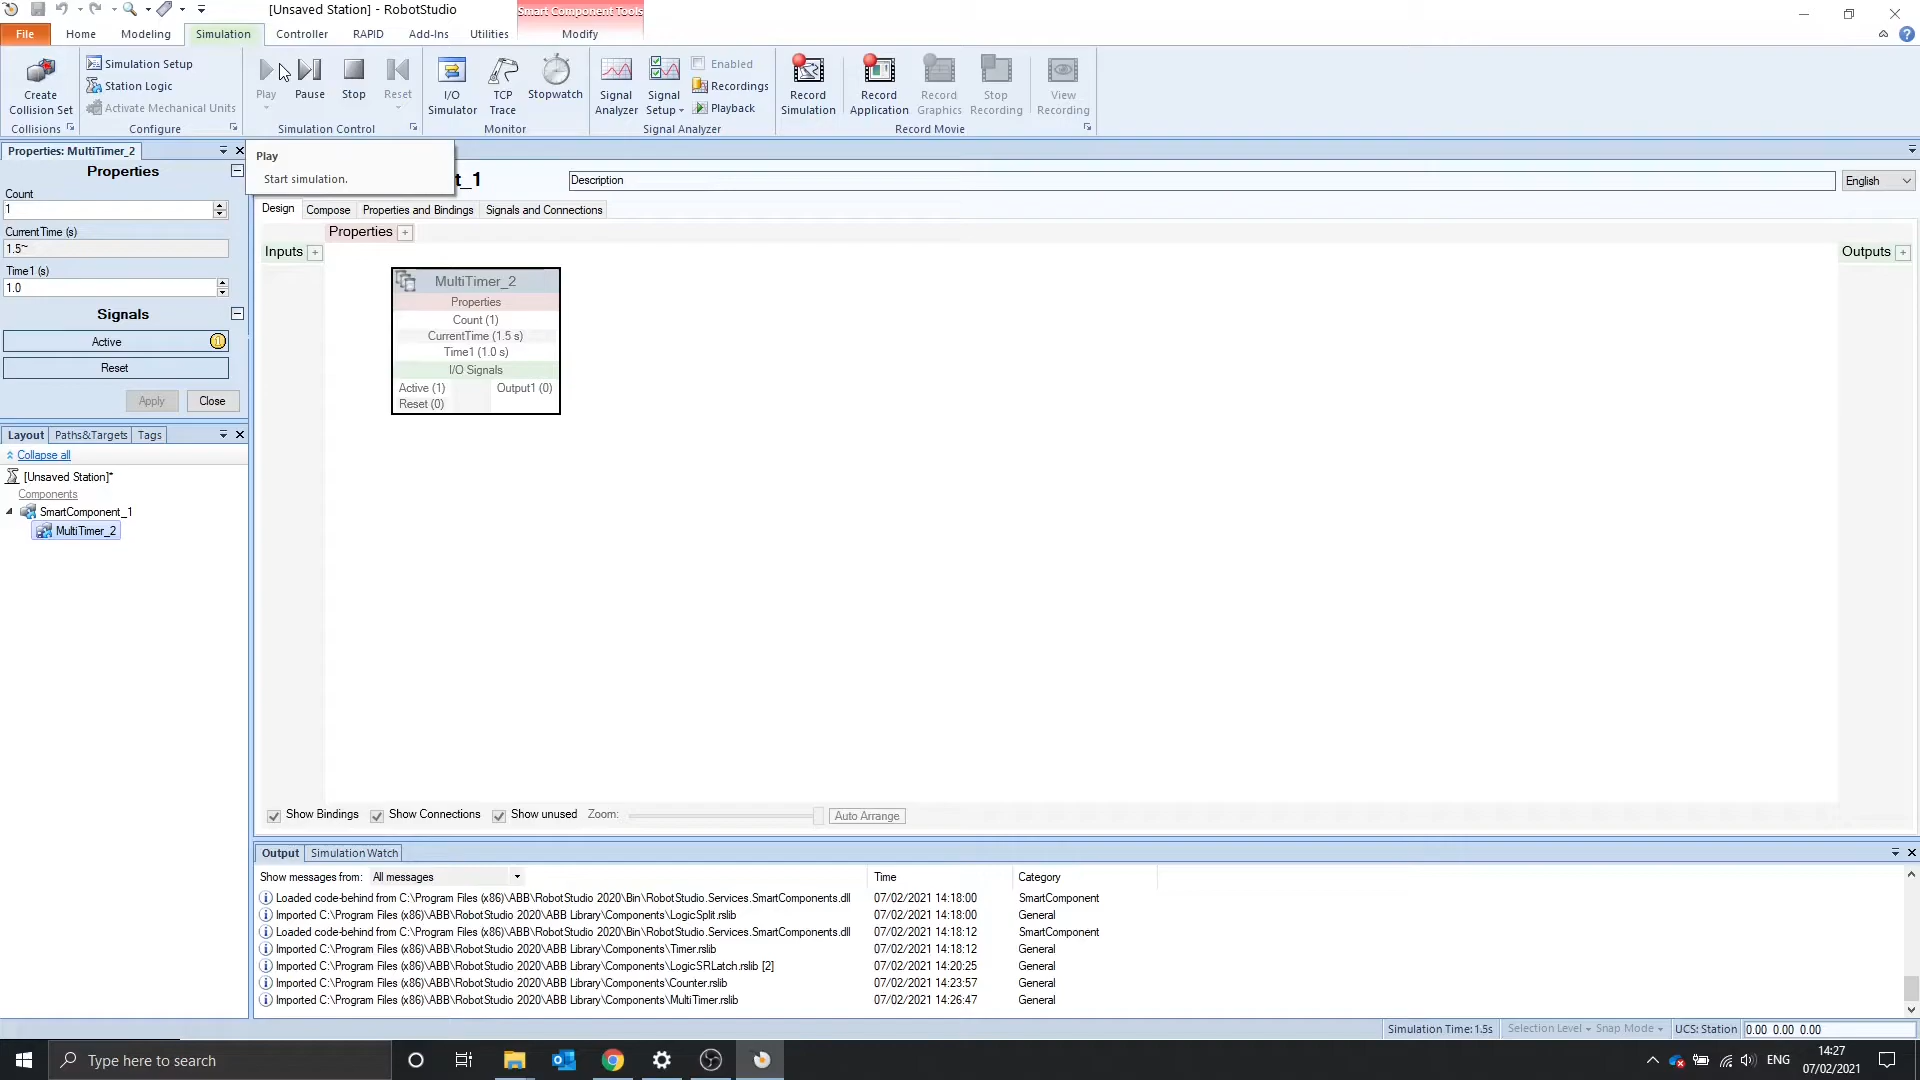 [Unsaved Station] - RobotStudio
Smart Component Tools
File
Home
Modeling
Simulation
Controller
RAPID
Add-Ins
Utilities
Modify
Create
Collision Set
Simulation Setup
Station Logic
Activate Mechanical Units
Play
Pause
Stop
Reset
I/O
Simulator
TCP
Trace
Stopwatch
Signal
Analyzer
Signal
Setup
Enabled
Recordings
Playback
Record
Simulation
Record
Application
Record
Graphics
Stop
Recording
View
Recording
Collisions
Configure
Simulation Control
Monitor
Signal Analyzer
Record Movie
Properties: MultiTimer_2
Properties
Count
1
CurrentTime (s)
1.5~
Time1 (s)
1.0
Signals
Active
1
Reset
Apply
Close
Play
Start simulation.
t_1
Description
English
Design
Compose
Properties and Bindings
Signals and Connections
Properties +
Inputs +
Outputs +
MultiTimer_2
Properties
Count (1)
CurrentTime (1.5 s)
Time1 (1.0 s)
I/O Signals
Active (1)
Output1 (0)
Reset (0)
Layout
Paths&Targets
Tags
Collapse all
[Unsaved Station]*
Components
SmartComponent_1
MultiTimer_2
Show Bindings
Show Connections
Show unused
Zoom:
Auto Arrange
Output
Simulation Watch
Show messages from: All messages
Time
Category
Loaded code-behind from C:\Program Files (x86)\ABB\RobotStudio 2020\Bin\RobotStudio.Services.SmartComponents.dll 07/02/2021 14:18:00 SmartComponent
Imported C:\Program Files (x86)\ABB\RobotStudio 2020\ABB Library\Components\LogicSplit.rslib 07/02/2021 14:18:00 General
Loaded code-behind from C:\Program Files (x86)\ABB\RobotStudio 2020\Bin\RobotStudio.Services.SmartComponents.dll 07/02/2021 14:18:12 SmartComponent
Imported C:\Program Files (x86)\ABB\RobotStudio 2020\ABB Library\Components\Timer.rslib 07/02/2021 14:18:12 General
Imported C:\Program Files (x86)\ABB\RobotStudio 2020\ABB Library\Components\LogicSRLatch.rslib [2] 07/02/2021 14:20:25 General
Imported C:\Program Files (x86)\ABB\RobotStudio 2020\ABB Library\Components\Counter.rslib 07/02/2021 14:23:57 General
Imported C:\Program Files (x86)\ABB\RobotStudio 2020\ABB Library\Components\MultiTimer.rslib 07/02/2021 14:26:47 General
Simulation Time: 1.5s
Selection Level
Snap Mode
UCS: Station
0.00 0.00 0.00
Type here to search
ENG
14:27
07/02/2021